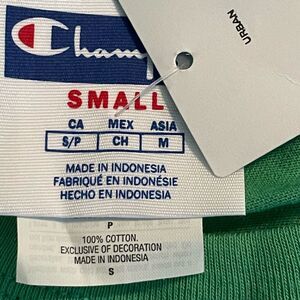 Champ
URBAN
SMALL
CA MEX ASIA
S/P CH M
MADE IN INDONESIA
FABRIQUÉ EN INDONÉSIE
HECHO EN INDONESIA
P
100% COTTON.
EXCLUSIVE OF DECORATION
MADE IN INDONESIA
S